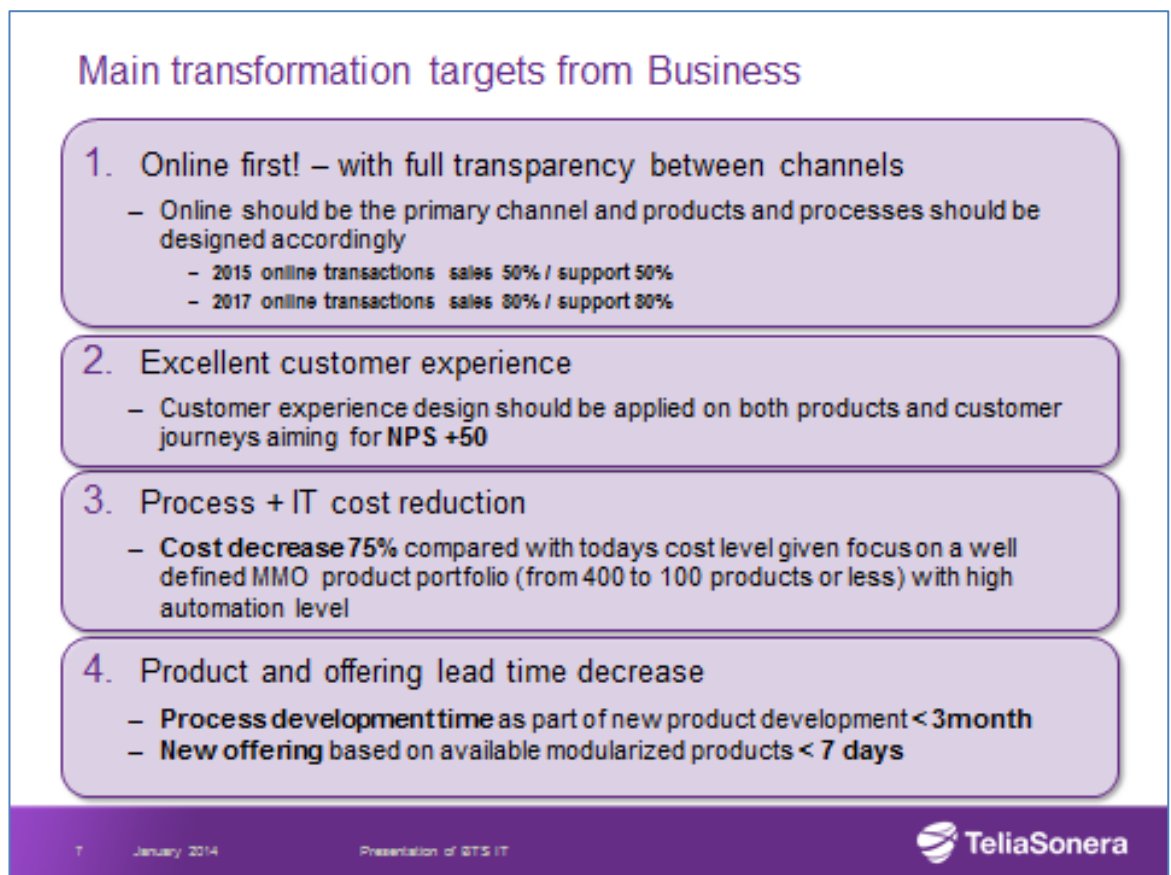 Main transformation targets from Business
1. Online first! – with full transparency between channels
– Online should be the primary channel and products and processes should be
designed accordingly
– 2015 online transactions sales 50% / support 50%
– 2017 online transactions sales 80% / support 80%
2. Excellent customer experience
– Customer experience design should be applied on both products and customer
journeys aiming for NPS +50
3. Process + IT cost reduction
– Cost decrease 75% compared with todays cost level given focus on a well
defined MMO product portfolio (from 400 to 100 products or less) with high
automation level
4. Product and offering lead time decrease
– Process development time as part of new product development < 3month
– New offering based on available modularized products < 7 days
7 January 2014 Presentation of IT
TeliaSonera